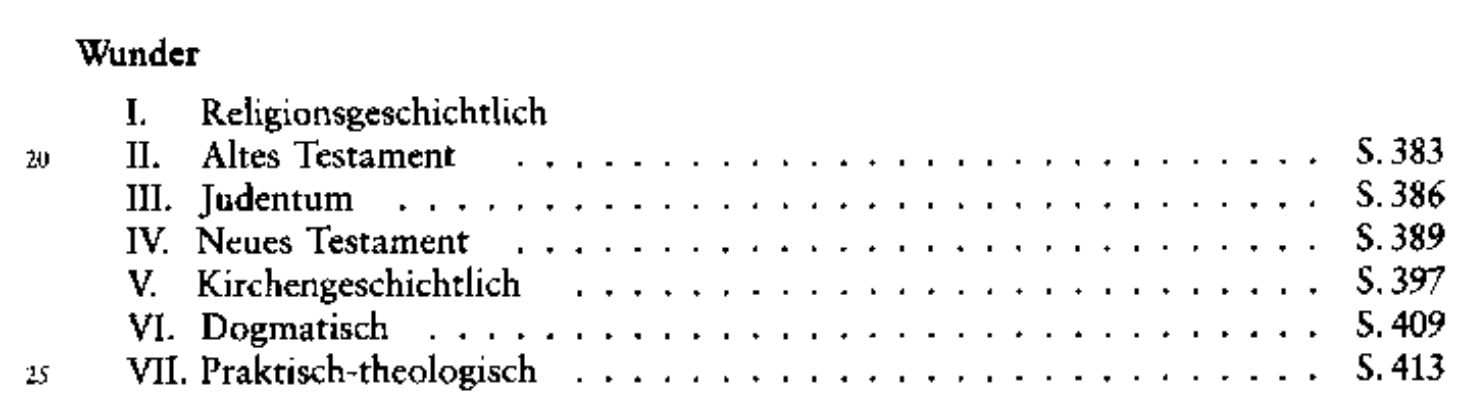 Wunder
I. Religionsgeschichtlich
20 II. Altes Testament . . . . . . . . . . . . . . . . . . . . . . . . . . . . S. 383
III. Judentum . . . . . . . . . . . . . . . . . . . . . . . . . . . . . . . . S. 386
IV. Neues Testament . . . . . . . . . . . . . . . . . . . . . . . . . . . . S. 389
V. Kirchengeschichtlich . . . . . . . . . . . . . . . . . . . . . . . . . . S. 397
VI. Dogmatisch . . . . . . . . . . . . . . . . . . . . . . . . . . . . . . . S. 409
25 VII. Praktisch-theologisch . . . . . . . . . . . . . . . . . . . . . . . . . . S. 413